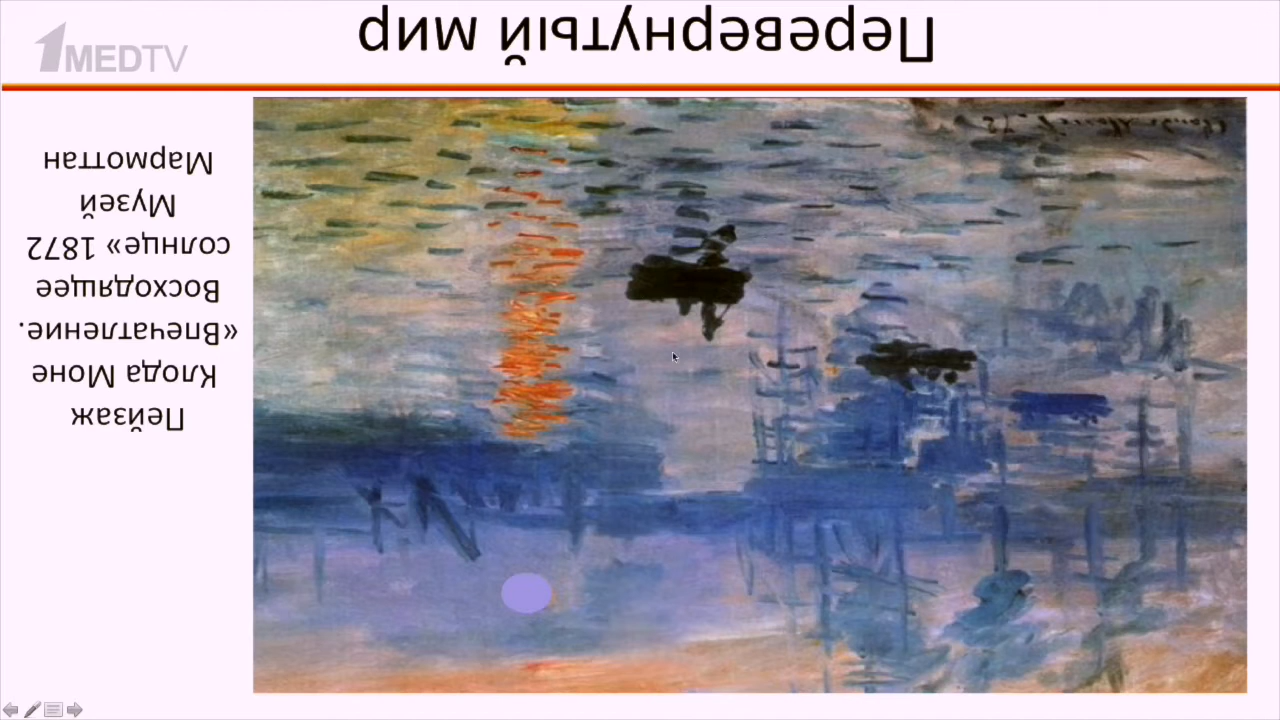 1MEDTV
Перевернутый мир
Пейзаж
Клода Моне
«Впечатление.
Восходящее
солнце» 1872
Музей
Мармоттан